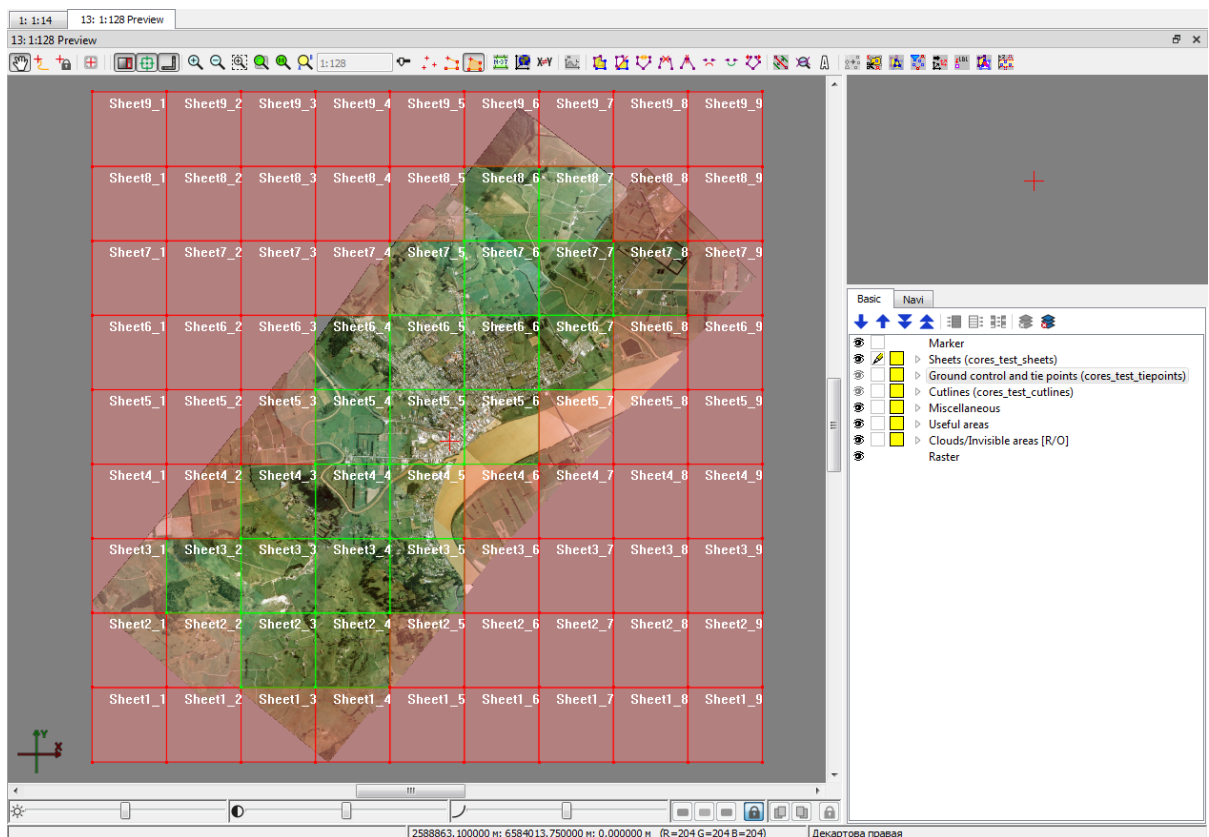 1: 1:14 13: 1:128 Preview
13: 1:128 Preview
1:128
Sheet9_1 Sheet9_2 Sheet9_3 Sheet9_4 Sheet9_5 Sheet9_6 Sheet9_7 Sheet9_8 Sheet9_9
Sheet8_1 Sheet8_2 Sheet8_3 Sheet8_4 Sheet8_5 Sheet8_6 Sheet8_7 Sheet8_8 Sheet8_9
Sheet7_1 Sheet7_2 Sheet7_3 Sheet7_4 Sheet7_5 Sheet7_6 Sheet7_7 Sheet7_8 Sheet7_9
Sheet6_1 Sheet6_2 Sheet6_3 Sheet6_4 Sheet6_5 Sheet6_6 Sheet6_7 Sheet6_8 Sheet6_9
Sheet5_1 Sheet5_2 Sheet5_3 Sheet5_4 Sheet5_5 Sheet5_6 Sheet5_7 Sheet5_8 Sheet5_9
Sheet4_1 Sheet4_2 Sheet4_3 Sheet4_4 Sheet4_5 Sheet4_6 Sheet4_7 Sheet4_8 Sheet4_9
Sheet3_1 Sheet3_2 Sheet3_3 Sheet3_4 Sheet3_5 Sheet3_6 Sheet3_7 Sheet3_8 Sheet3_9
Sheet2_1 Sheet2_2 Sheet2_3 Sheet2_4 Sheet2_5 Sheet2_6 Sheet2_7 Sheet2_8 Sheet2_9
Sheet1_1 Sheet1_2 Sheet1_3 Sheet1_4 Sheet1_5 Sheet1_6 Sheet1_7 Sheet1_8 Sheet1_9
Y
X
Basic Navi
Marker
Sheets (cores_test_sheets)
Ground control and tie points (cores_test_tiepoints)
Cutlines (cores_test_cutlines)
Miscellaneous
Useful areas
Clouds/Invisible areas [R/O]
Raster
2588863.100000 м; 6584013.750000 м; 0.000000 м (R=204 G=204 B=204) Декартова правая